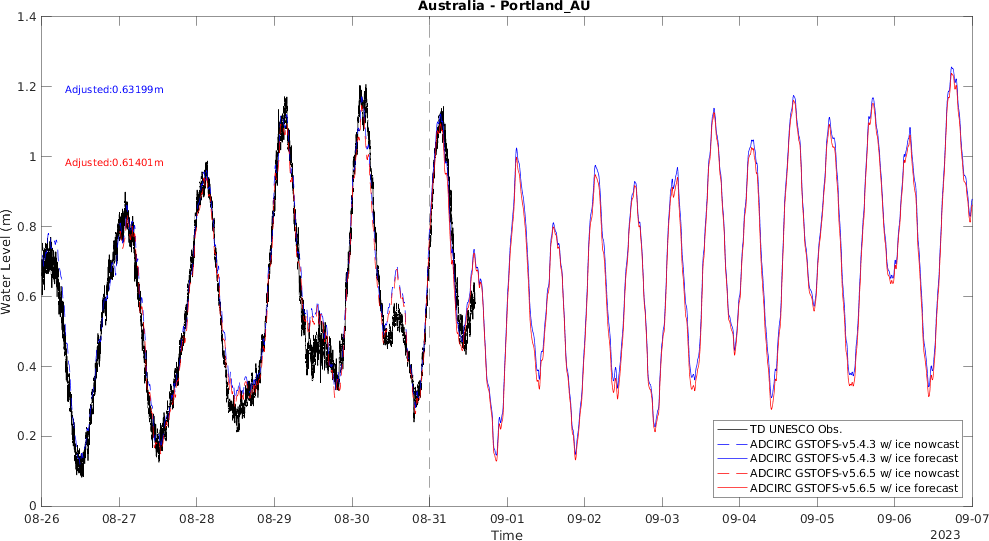 Australia - Portland_AU
1.4
1.2
1
0.8
0.6
0.4
0.2
0
Water Level (m)
Adjusted:0.63199m
Adjusted:0.61401m
TD UNESCO Obs.
ADCIRC GSTOFS-v5.4.3 w/ ice nowcast
ADCIRC GSTOFS-v5.4.3 w/ ice forecast
ADCIRC GSTOFS-v5.6.5 w/ ice nowcast
ADCIRC GSTOFS-v5.6.5 w/ ice forecast
08-26 08-27 08-28 08-29 08-30 08-31 09-01 09-02 09-03 09-04 09-05 09-06 09-07
Time 2023